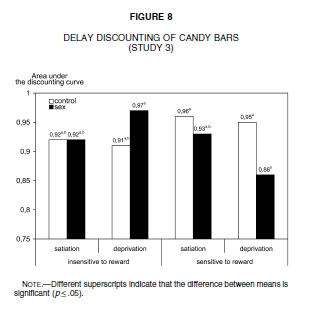 FIGURE 8
DELAY DISCOUNTING OF CANDY BARS
(STUDY 3)
Area under
the discounting curve
1
0,95
0,9
0,85
0,8
0,75
control
sex
0,92a,b 0,92a,b
0,91a,b
0,97a
0,96a
0,93a,b
0,95a
0,86b
satiation deprivation satiation deprivation
insensitive to reward sensitive to reward
NOTE.—Different superscripts indicate that the difference between means is
significant (p ≤ .05).